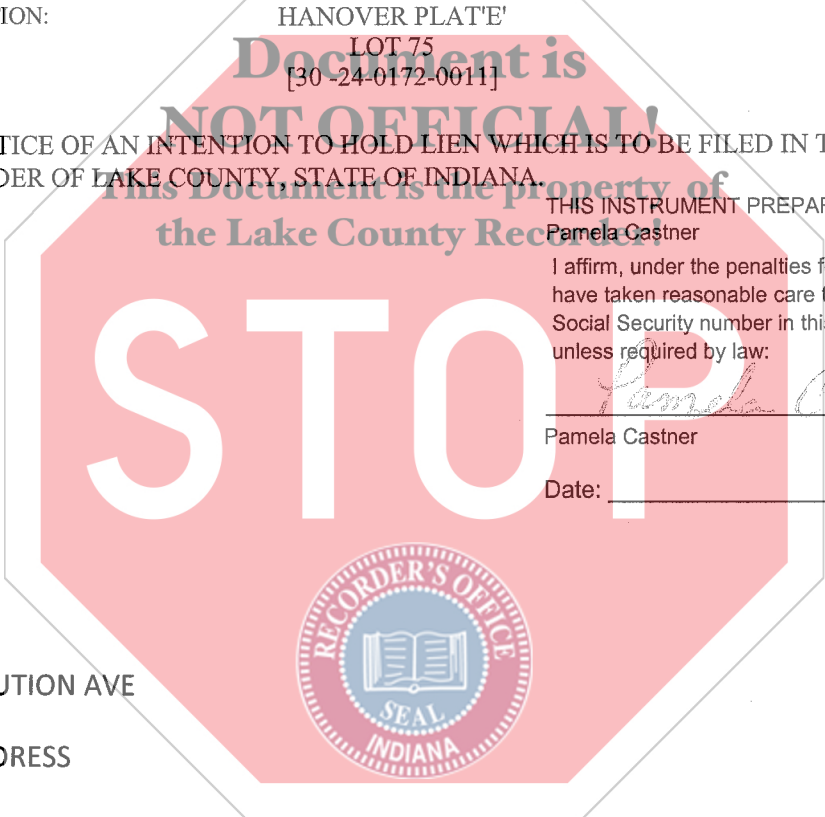 ION:
HANOVER PLAT'E'
LOT 75
[30 -24-0172-0011]
Document is
NOT OFFICIAL!
TICE OF AN INTENTION TO HOLD LIEN WHICH IS TO BE FILED IN T
DER OF LAKE COUNTY, STATE OF INDIANA.
This Document is the property of
the Lake County Recorder!
THIS INSTRUMENT PREPAR
Pamela Castner
I affirm, under the penalties f
have taken reasonable care t
Social Security number in this
unless required by law:
Pamela C
Pamela Castner
Date:
STOP
RECORDER'S OFFICE
SEAL
INDIANA
UTION AVE
DRESS